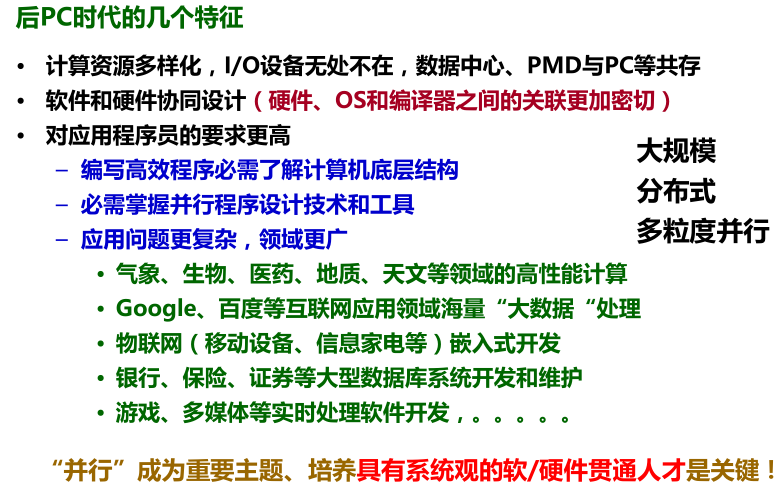 后PC时代的几个特征
• 计算资源多样化，I/O设备无处不在，数据中心、PMD与PC等共存
• 软件和硬件协同设计（硬件、OS和编译器之间的关联更加密切）
• 对应用程序员的要求更高
– 编写高效程序必需了解计算机底层结构
– 必需掌握并行程序设计技术和工具
– 应用问题更复杂，领域更广
• 气象、生物、医药、地质、天文等领域的高性能计算
• Google、百度等互联网应用领域海量“大数据“处理
• 物联网（移动设备、信息家电等）嵌入式开发
• 银行、保险、证券等大型数据库系统开发和维护
• 游戏、多媒体等实时处理软件开发，。。。。。。
大规模
分布式
多粒度并行
“并行”成为重要主题、培养具有系统观的软/硬件贯通人才是关键！